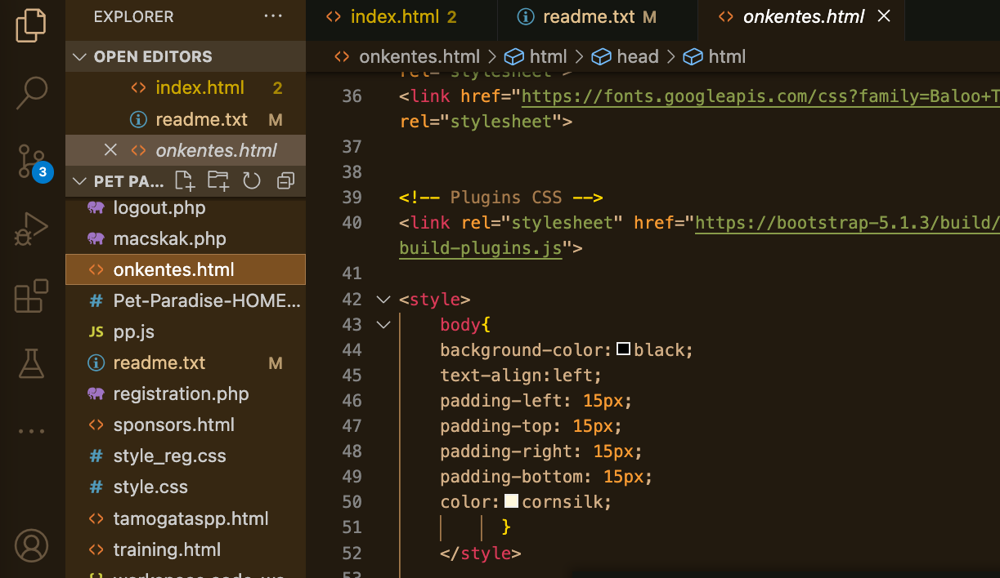 EXPLORER
OPEN EDITORS
index.html 2
readme.txt M
onkentes.html
PET PA...
logout.php
macskak.php
onkentes.html
Pet-Paradise-HOME...
JS pp.js
readme.txt M
registration.php
sponsors.html
# style_reg.css
# style.css
tamogataspp.html
training.html
3
index.html 2
readme.txt M
onkentes.html
onkentes.html > html > head > html
rel="stylesheet">
36 <link href="https://fonts.googleapis.com/css?family=Baloo+T
rel="stylesheet">
37
38
39 <!-- Plugins CSS -->
40 <link rel="stylesheet" href="https://bootstrap-5.1.3/build/
build-plugins.js">
41
42 <style>
43 body{
44 background-color: black;
45 text-align:left;
46 padding-left: 15px;
47 padding-top: 15px;
48 padding-right: 15px;
49 padding-bottom: 15px;
50 color: cornsilk;
51 }
52 </style>